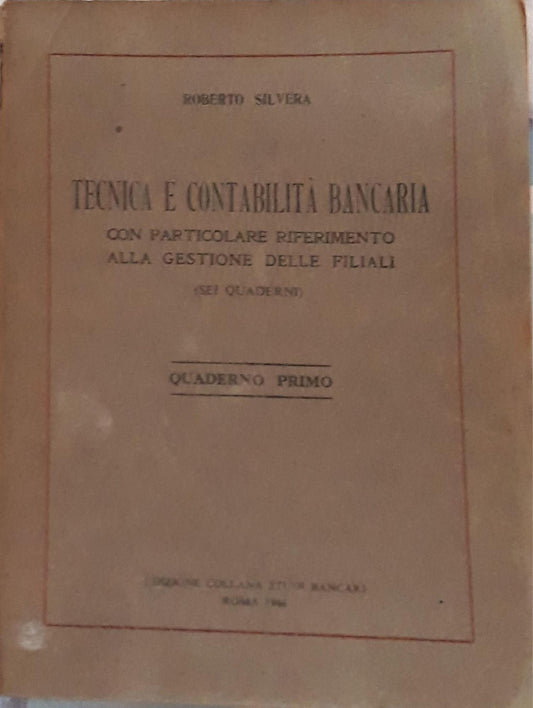 ROBERTO SILVERA
TECNICA E CONTABILITÀ BANCARIA
CON PARTICOLARE RIFERIMENTO
ALLA GESTIONE DELLE FILIALI
(SEI QUADERNI)
QUADERNO PRIMO
EDIZIONE COLLANA STUDI BANCARI
ROMA